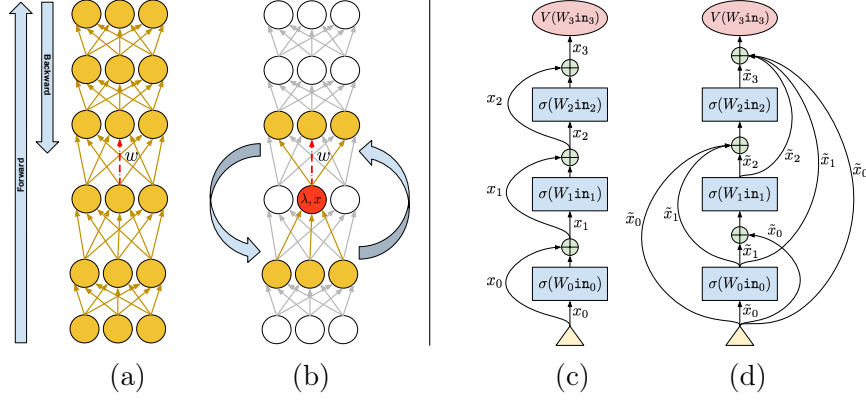 Forward
Backward
w
(a)
w
λ, x
(b)
V(W₃in₃)
x₃
σ(W₂in₂)
x₂
x₂
σ(W₁in₁)
x₁
x₁
σ(W₀in₀)
x₀
x₀
(c)
V(W₃in₃)
x̃₃
σ(W₂in₂)
x̃₂
x̃₂
x̃₁
x̃₀
σ(W₁in₁)
x̃₀
x̃₁
x̃₀
x̃₁
σ(W₀in₀)
x̃₀
(d)